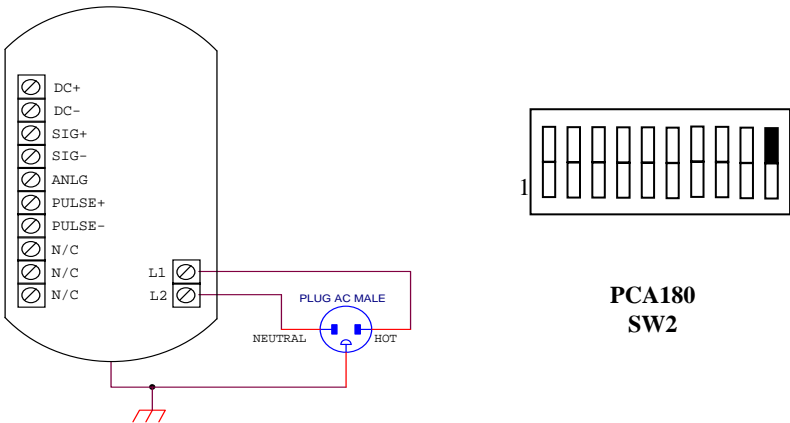 DC+
DC-
SIG+
SIG-
ANLG
PULSE+
PULSE-
N/C
N/C
N/C
L1
L2
PLUG AC MALE
NEUTRAL
HOT
1
PCA180
SW2